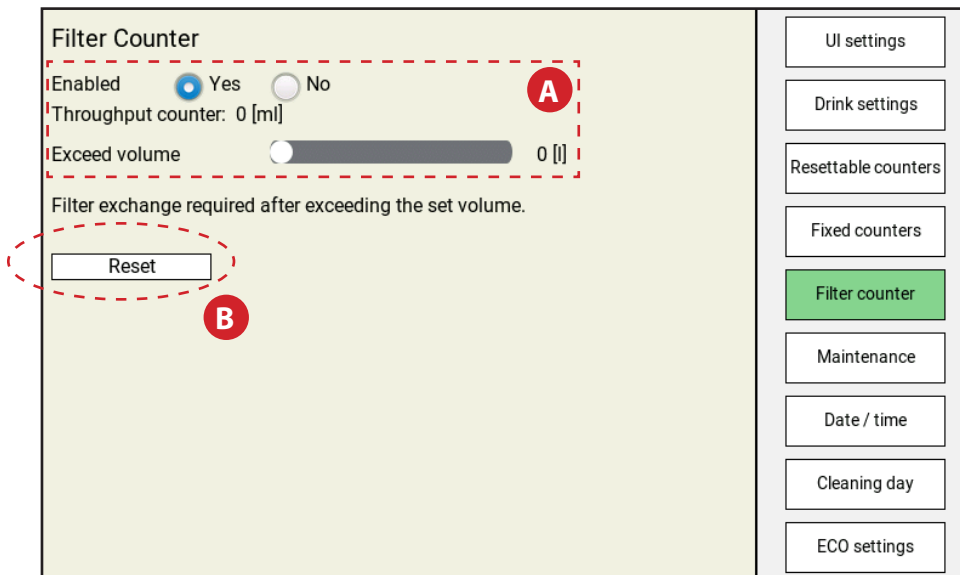 Filter Counter
Enabled Yes No
A
Throughput counter: 0 [ml]
Exceed volume 0 [l]
Filter exchange required after exceeding the set volume.
Reset
B
UI settings
Drink settings
Resettable counters
Fixed counters
Filter counter
Maintenance
Date / time
Cleaning day
ECO settings